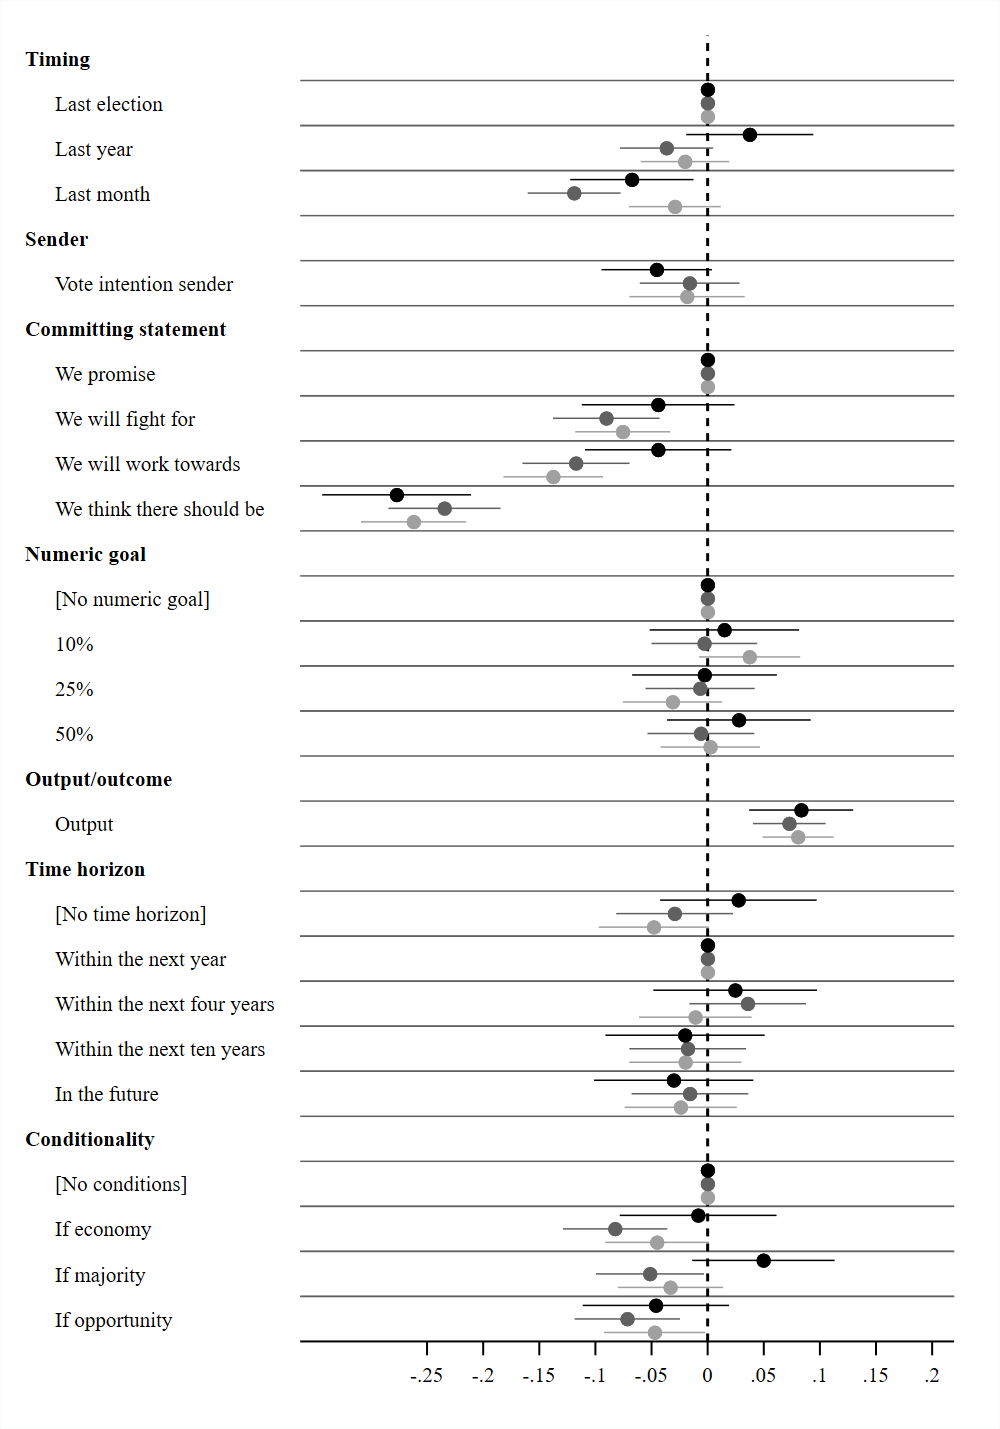 Timing
Last election
Last year
Last month
Sender
Vote intention sender
Committing statement
We promise
We will fight for
We will work towards
We think there should be
Numeric goal
[No numeric goal]
10%
25%
50%
Output/outcome
Output
Time horizon
[No time horizon]
Within the next year
Within the next four years
Within the next ten years
In the future
Conditionality
[No conditions]
If economy
If majority
If opportunity
-.25 -.2 -.15 -.1 -.05 0 .05 .1 .15 .2